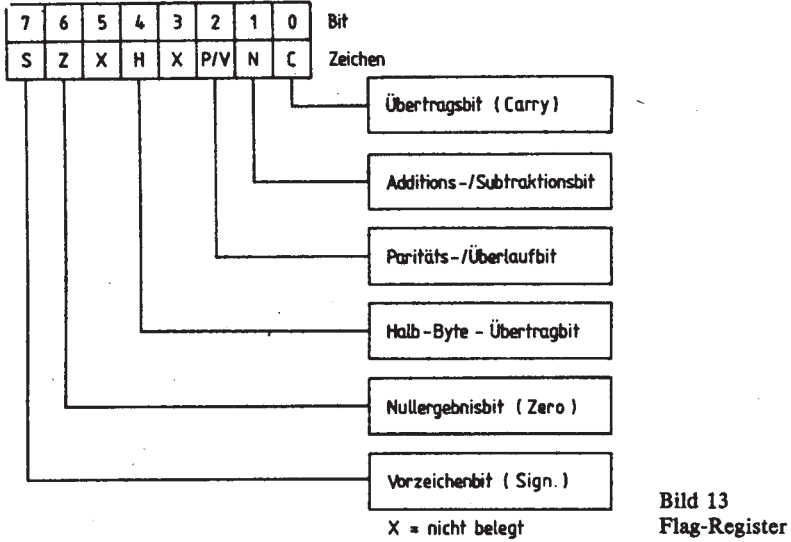 7 6 5 4 3 2 1 0 Bit
S Z X H X P/V N C Zeichen
Übertragsbit (Carry)
Additions-/Subtraktionsbit
Paritäts-/Überlaufbit
Halb-Byte - Übertragbit
Nullergebnisbit (Zero)
Vorzeichenbit (Sign.)
X = nicht belegt
Bild 13
Flag-Register